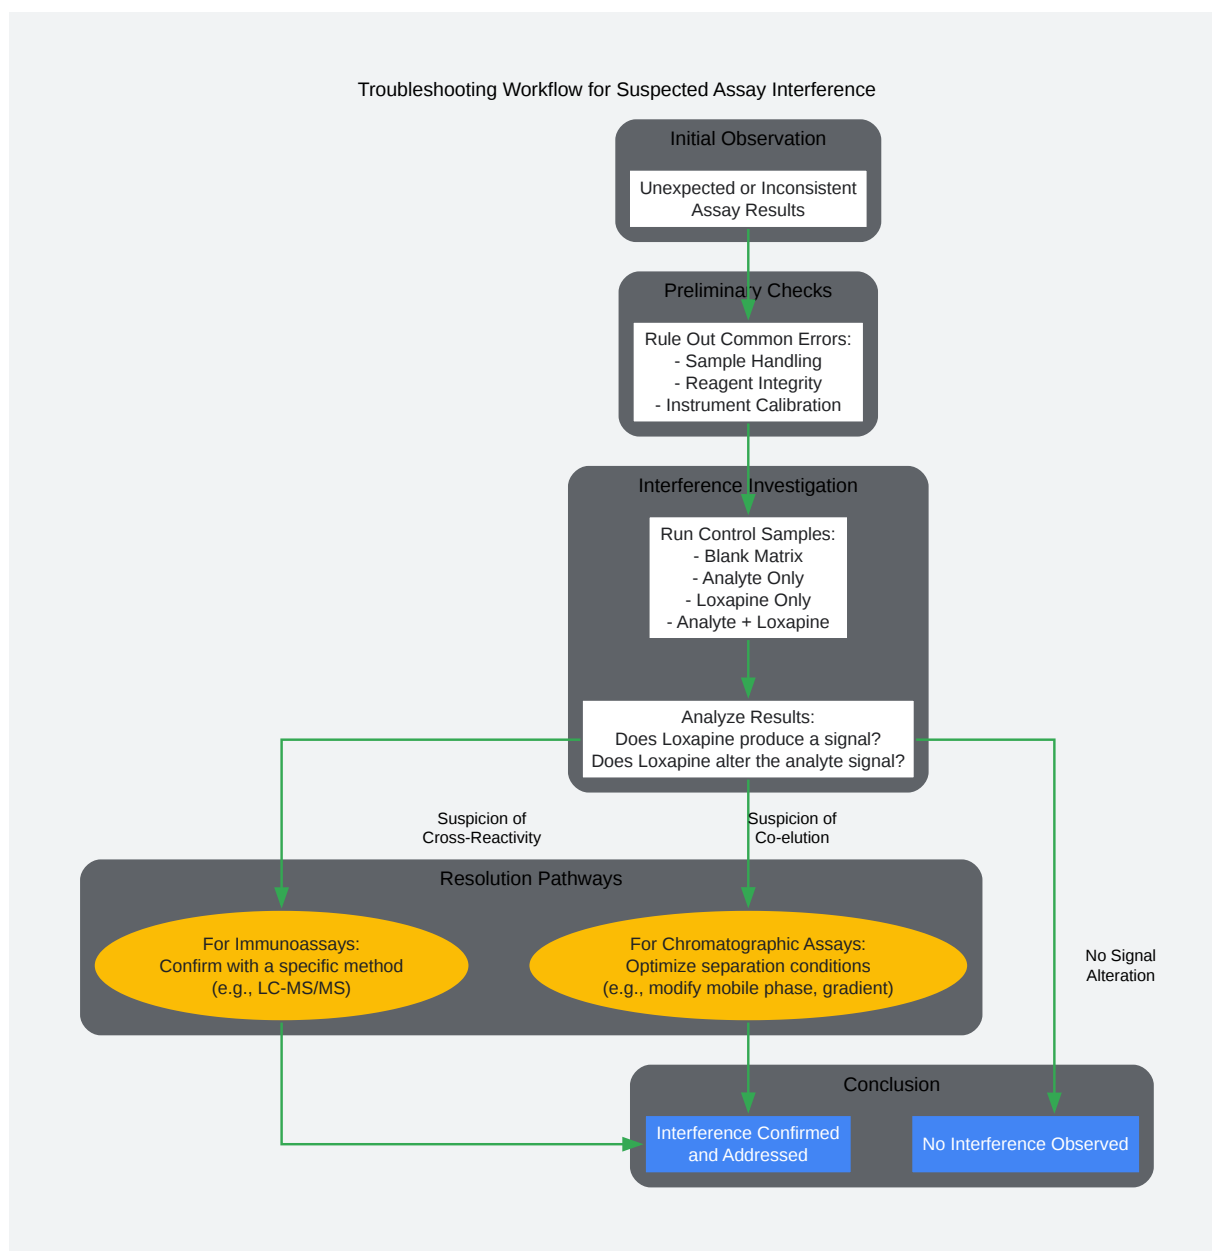 Troubleshooting Workflow for Suspected Assay Interference
Initial Observation
Unexpected or Inconsistent
Assay Results
Preliminary Checks
Rule Out Common Errors:
- Sample Handling
- Reagent Integrity
- Instrument Calibration
Interference Investigation
Run Control Samples:
- Blank Matrix
- Analyte Only
- Loxapine Only
- Analyte + Loxapine
Analyze Results:
Does Loxapine produce a signal?
Does Loxapine alter the analyte signal?
Suspicion of
Cross-Reactivity
Suspicion of
Co-elution
Resolution Pathways
For Immunoassays:
Confirm with a specific method
(e.g., LC-MS/MS)
For Chromatographic Assays:
Optimize separation conditions
(e.g., modify mobile phase, gradient)
No Signal
Alteration
Conclusion
Interference Confirmed
and Addressed
No Interference Observed